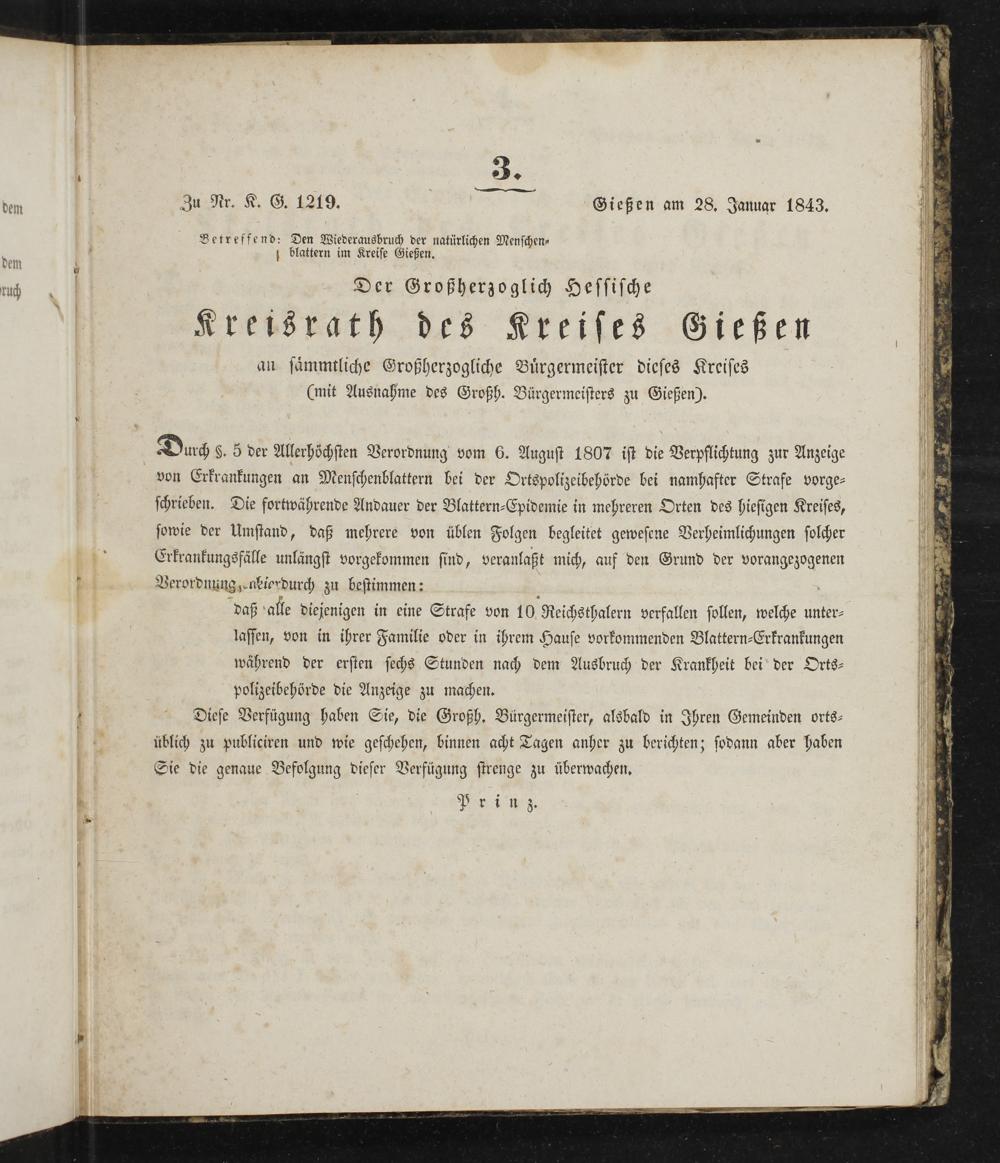 3.
Zu Nr. K. G. 1219.
Gießen am 28. Januar 1843.
Betreffend: Den Wiederausbruch der natürlichen Menschen-
blattern im Kreise Gießen.
Der Großherzoglich Hessische
Kreisrath des Kreises Gießen
an sämmtliche Großherzogliche Bürgermeister dieses Kreises
(mit Ausnahme des Großh. Bürgermeisters zu Gießen).
Durch §. 5 der Allerhöchsten Verordnung vom 6. August 1807 ist die Verpflichtung zur Anzeige
von Erkrankungen an Menschenblattern bei der Ortspolizeibehörde bei namhafter Strafe vorge-
schrieben. Die fortwährende Andauer der Blattern-Epidemie in mehreren Orten des hiesigen Kreises,
sowie der Umstand, daß mehrere von üblen Folgen begleitet gewesene Verheimlichungen solcher
Erkrankungsfälle unlängst vorgekommen sind, veranlaßt mich, auf den Grund der vorangezogenen
Verordnung, hierdurch zu bestimmen:
daß alle diejenigen in eine Strafe von 10 Reichsthalern verfallen sollen, welche unter-
lassen, von in ihrer Familie oder in ihrem Hause vorkommenden Blattern-Erkrankungen
während der ersten sechs Stunden nach dem Ausbruch der Krankheit bei der Orts-
polizeibehörde die Anzeige zu machen.
Diese Verfügung haben Sie, die Großh. Bürgermeister, alsbald in Ihren Gemeinden orts-
üblich zu publiciren und wie geschehen, binnen acht Tagen anher zu berichten; sodann aber haben
Sie die genaue Befolgung dieser Verfügung strenge zu überwachen.
Prinz.
dem
dem